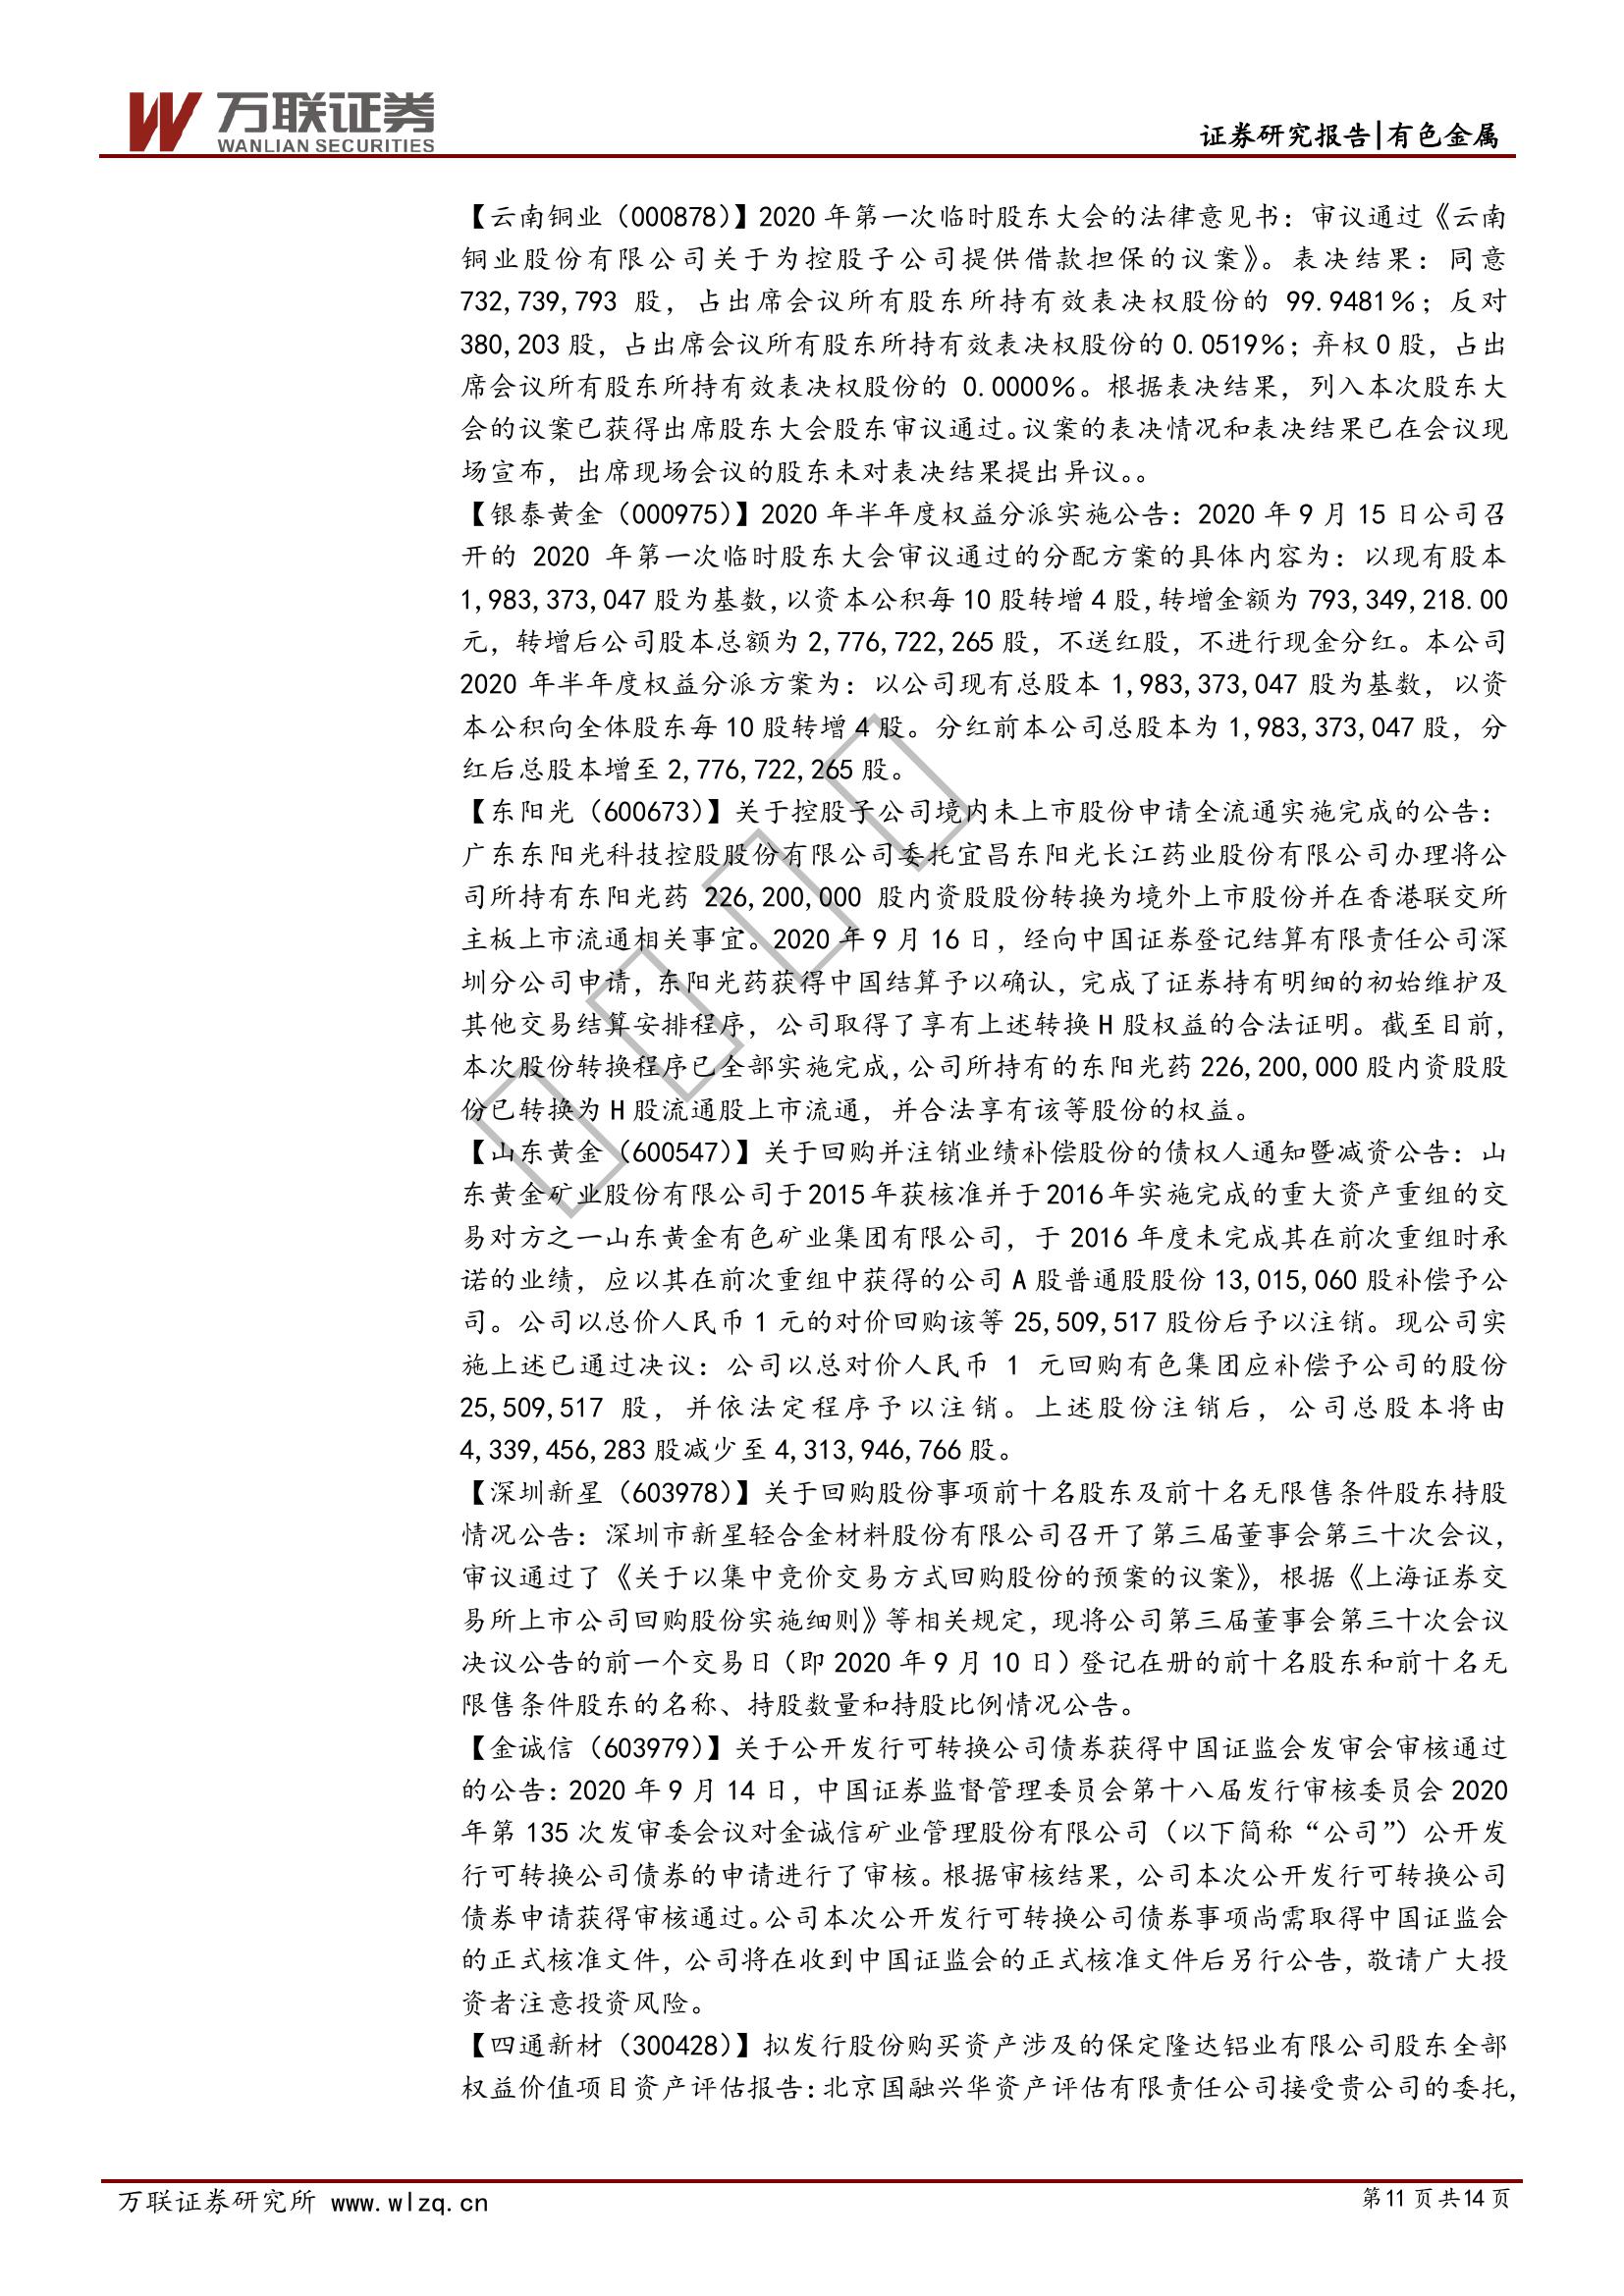 万联证券
WANLIAN SECURITIES
证券研究报告|有色金属
【云南铜业（000878）】2020 年第一次临时股东大会的法律意见书：审议通过《云南
铜业股份有限公司关于为控股子公司提供借款担保的议案》。表决结果：同意
732,739,793 股，占出席会议所有股东所持有效表决权股份的 99.9481％；反对
380,203 股，占出席会议所有股东所持有效表决权股份的 0.0519％；弃权 0 股，占出
席会议所有股东所持有效表决权股份的 0.0000％。根据表决结果，列入本次股东大
会的议案已获得出席股东大会股东审议通过。议案的表决情况和表决结果已在会议现
场宣布，出席现场会议的股东未对表决结果提出异议。。
【银泰黄金（000975）】2020 年半年度权益分派实施公告：2020 年 9 月 15 日公司召
开的 2020 年第一次临时股东大会审议通过的分配方案的具体内容为：以现有股本
1,983,373,047 股为基数，以资本公积每 10 股转增 4 股，转增金额为 793,349,218.00
元，转增后公司股本总额为 2,776,722,265 股，不送红股，不进行现金分红。本公司
2020 年半年度权益分派方案为：以公司现有总股本 1,983,373,047 股为基数，以资
本公积向全体股东每 10 股转增 4 股。分红前本公司总股本为 1,983,373,047 股，分
红后总股本增至 2,776,722,265 股。
【东阳光（600673）】关于控股子公司境内未上市股份申请全流通实施完成的公告：
广东东阳光科技控股股份有限公司委托宜昌东阳光长江药业股份有限公司办理将公
司所持有东阳光药 226,200,000 股内资股股份转换为境外上市股份并在香港联交所
主板上市流通相关事宜。2020 年 9 月 16 日，经向中国证券登记结算有限责任公司深
圳分公司申请，东阳光药获得中国结算予以确认，完成了证券持有明细的初始维护及
其他交易结算安排程序，公司取得了享有上述转换 H 股权益的合法证明。截至目前，
本次股份转换程序已全部实施完成，公司所持有的东阳光药 226,200,000 股内资股股
份已转换为 H 股流通股上市流通，并合法享有该等股份的权益。
【山东黄金（600547）】关于回购并注销业绩补偿股份的债权人通知暨减资公告：山
东黄金矿业股份有限公司于 2015 年获核准并于 2016 年实施完成的重大资产重组的交
易对方之一山东黄金有色矿业集团有限公司，于 2016 年度未完成其在前次重组时承
诺的业绩，应以其在前次重组中获得的公司 A 股普通股股份 13,015,060 股补偿予公
司。公司以总价人民币 1 元的对价回购该等 25,509,517 股份后予以注销。现公司实
施上述已通过决议：公司以总对价人民币 1 元回购有色集团应补偿予公司的股份
25,509,517 股，并依法定程序予以注销。上述股份注销后，公司总股本将由
4,339,456,283 股减少至 4,313,946,766 股。
【深圳新星（603978）】关于回购股份事项前十名股东及前十名无限售条件股东持股
情况公告：深圳市新星轻合金材料股份有限公司召开了第三届董事会第三十次会议，
审议通过了《关于以集中竞价交易方式回购股份的预案的议案》，根据《上海证券交
易所上市公司回购股份实施细则》等相关规定，现将公司第三届董事会第三十次会议
决议公告的前一个交易日（即 2020 年 9 月 10 日）登记在册的前十名股东和前十名无
限售条件股东的名称、持股数量和持股比例情况公告。
【金诚信（603979）】关于公开发行可转换公司债券获得中国证监会发审会审核通过
的公告：2020 年 9 月 14 日，中国证券监督管理委员会第十八届发行审核委员会 2020
年第 135 次发审委会议对金诚信矿业管理股份有限公司（以下简称“公司”）公开发
行可转换公司债券的申请进行了审核。根据审核结果，公司本次公开发行可转换公司
债券申请获得审核通过。公司本次公开发行可转换公司债券事项尚需取得中国证监会
的正式核准文件，公司将在收到中国证监会的正式核准文件后另行公告，敬请广大投
资者注意投资风险。
【四通新材（300428）】拟发行股份购买资产涉及的保定隆达铝业有限公司股东全部
权益价值项目资产评估报告：北京国融兴华资产评估有限责任公司接受贵公司的委托，
万联证券研究所 www.wlzq.cn
第 11 页 共 14 页